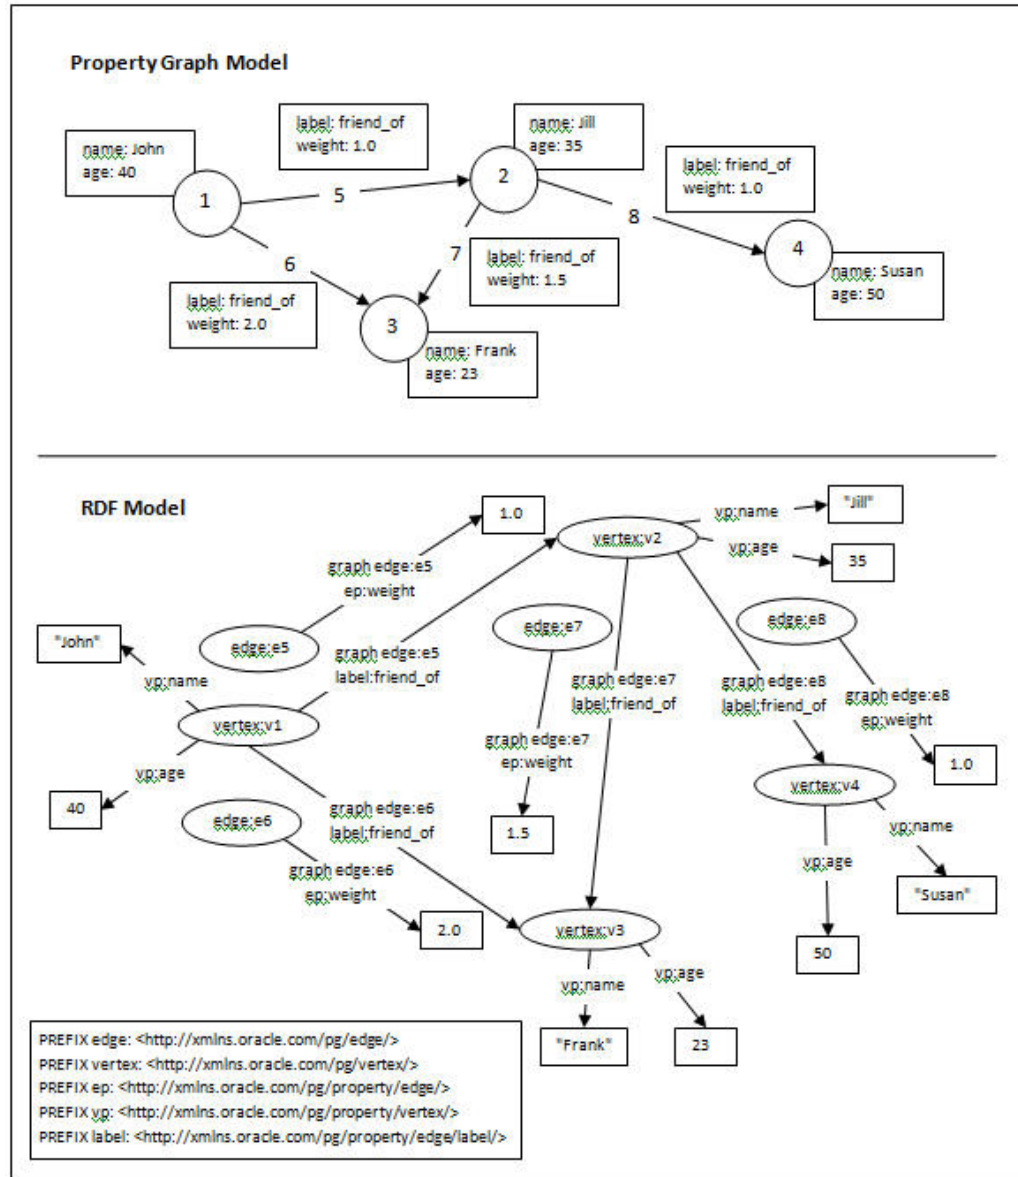 Property Graph Model
name: John
age: 40
label: friend_of
weight: 1.0
name: Jill
age: 35
label: friend_of
weight: 1.0
1
5
2
8
4
6
7
label: friend_of
weight: 2.0
label: friend_of
weight: 1.5
name: Susan
age: 50
3
name: Frank
age: 23
RDF Model
1.0
vertex:v2
vp:name
"Jill"
vp:age
35
graph edge:e5
ep:weight
"John"
edge:e5
graph edge:e5
label:friend_of
edge:e7
edge:e8
vp:name
vertex:v1
graph edge:e7
label:friend_of
graph edge:e8
label:friend_of
graph edge:e8
ep:weight
vp:age
40
graph edge:e7
ep:weight
1.0
vertex:v4
edge:e6
graph edge:e6
label:friend_of
1.5
vp:name
vp:age
graph edge:e6
ep:weight
"Susan"
2.0
vertex:v3
50
vp:name
vp:age
"Frank"
23
PREFIX edge: <http://xmlns.oracle.com/pg/edge/>
PREFIX vertex: <http://xmlns.oracle.com/pg/vertex/>
PREFIX ep: <http://xmlns.oracle.com/pg/property/edge/>
PREFIX vp: <http://xmlns.oracle.com/pg/property/vertex/>
PREFIX label: <http://xmlns.oracle.com/pg/property/edge/label/>